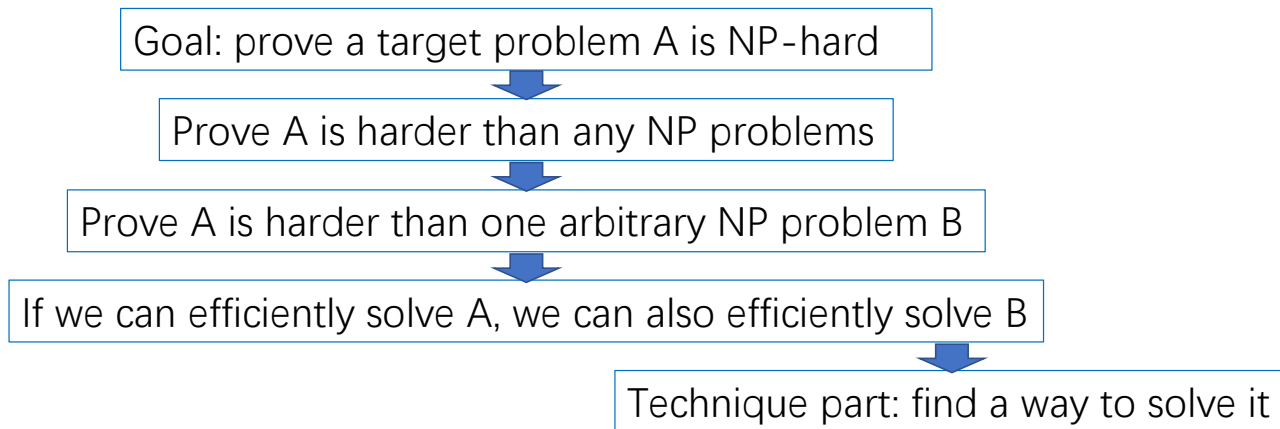 Goal: prove a target problem A is NP-hard
Prove A is harder than any NP problems
Prove A is harder than one arbitrary NP problem B
If we can efficiently solve A, we can also efficiently solve B
Technique part: find a way to solve it